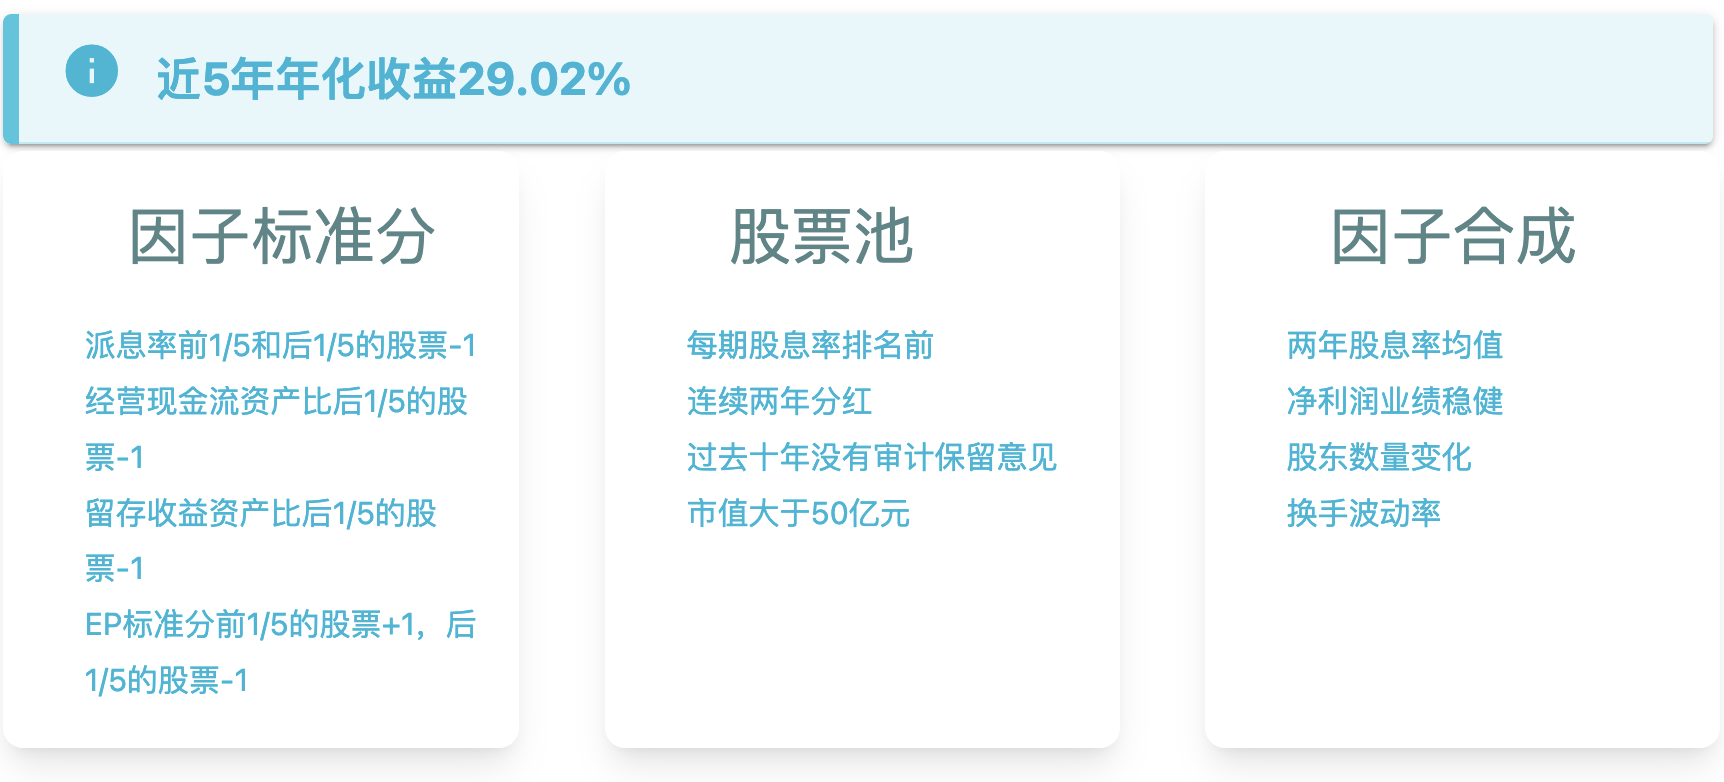 近5年年化收益29.02%
因子标准分
派息率前1/5和后1/5的股票-1
经营现金流资产比后1/5的股
票-1
留存收益资产比后1/5的股
票-1
EP标准分前1/5的股票+1，后
1/5的股票-1
股票池
每期股息率排名前
连续两年分红
过去十年没有审计保留意见
市值大于50亿元
因子合成
两年股息率均值
净利润业绩稳健
股东数量变化
换手波动率